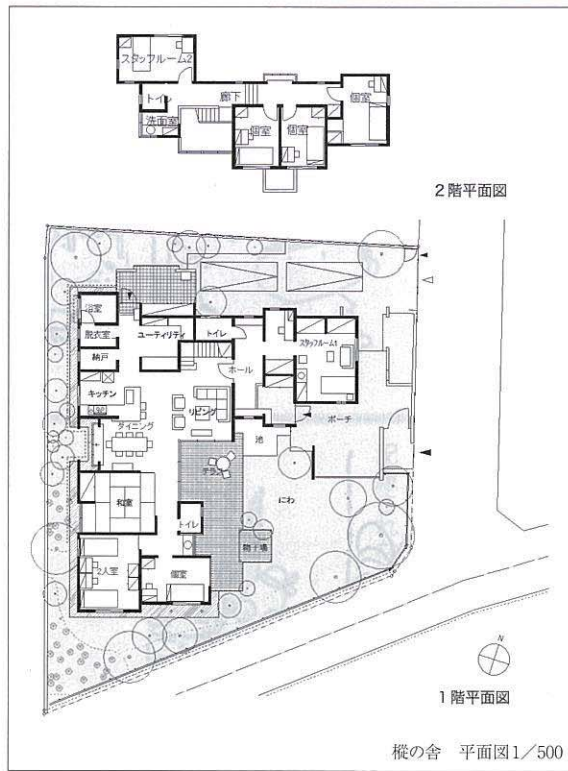 スタッフルーム2
トイレ
廊下
個室
洗面室
個室
個室
2階平面図
浴室
脱衣室
ユーティリティ
トイレ
スタッフルーム1
納戸
ホール
キッチン
リビング
ポーチ
ダイニング
池
テラス
和室
にわ
トイレ
物干場
2人室
個室
N
1階平面図
樅の舎 平面図1/500